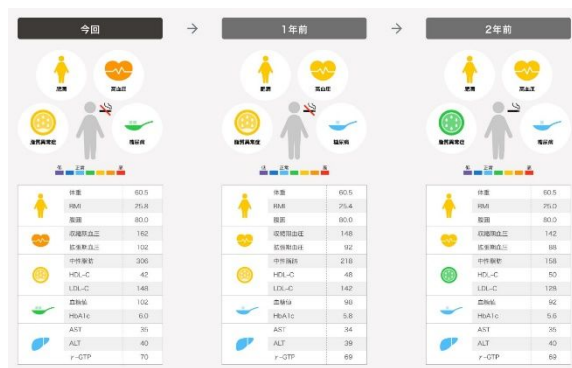 今回
→
1年前
→
2年前
肥満
高血圧
脂質異常症
糖尿病
低 正常 高
体重 60.5
BMI 25.8
腹囲 80.0
収縮期血圧 162
拡張期血圧 102
中性脂肪 306
HDL-C 42
LDL-C 148
血糖値 102
HbA1c 6.0
AST 35
ALT 40
γ-GTP 70
肥満
高血圧
脂質異常症
糖尿病
低 正常 高
体重 60.5
BMI 25.4
腹囲 80.0
収縮期血圧 148
拡張期血圧 92
中性脂肪 218
HDL-C 48
LDL-C 142
血糖値 98
HbA1c 5.8
AST 34
ALT 39
γ-GTP 69
肥満
高血圧
脂質異常症
糖尿病
低 正常 高
体重 60.5
BMI 25.0
腹囲 80.0
収縮期血圧 142
拡張期血圧 88
中性脂肪 158
HDL-C 50
LDL-C 128
血糖値 92
HbA1c 5.6
AST 35
ALT 40
γ-GTP 69